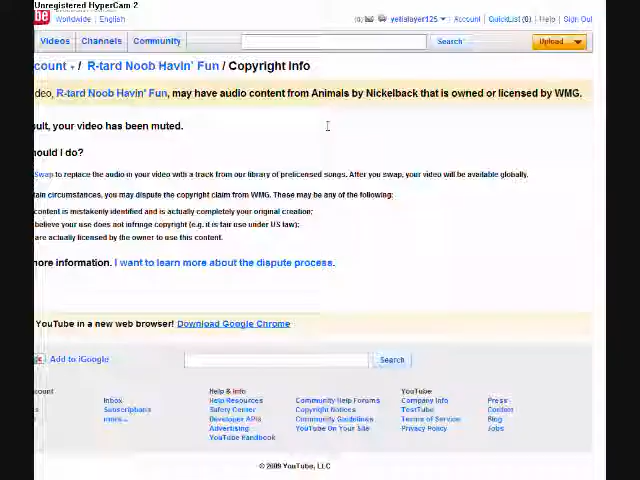 Unregistered HyperCam 2
be Worldwide | English (0) yetislayer125 | Account | QuickList (0) | Help | Sign Out
Videos Channels Community Search Upload
count / R-tard Noob Havin' Fun / Copyright Info
deo, R-tard Noob Havin' Fun, may have audio content from Animals by Nickelback that is owned or licensed by WMG.
ult, your video has been muted.
hould I do?
Swap to replace the audio in your video with a track from our library of prelicensed songs. After you swap, your video will be available globally.
tain circumstances, you may dispute the copyright claim from WMG. These may be any of the following:
content is mistakenly identified and is actually completely your original creation;
believe your use does not infringe copyright (e.g. it is fair use under US law);
are actually licensed by the owner to use this content.
more information. I want to learn more about the dispute process.
YouTube in a new web browser! Download Google Chrome
Add to iGoogle Search
count Help & Info YouTube
Inbox Help Resources Community Help Forums Company Info Press
s Subscriptions Safety Center Copyright Notices TestTube Contact
more... Developer APIs Community Guidelines Terms of Service Blog
Advertising YouTube On Your Site Privacy Policy Jobs
YouTube Handbook
© 2009 YouTube, LLC